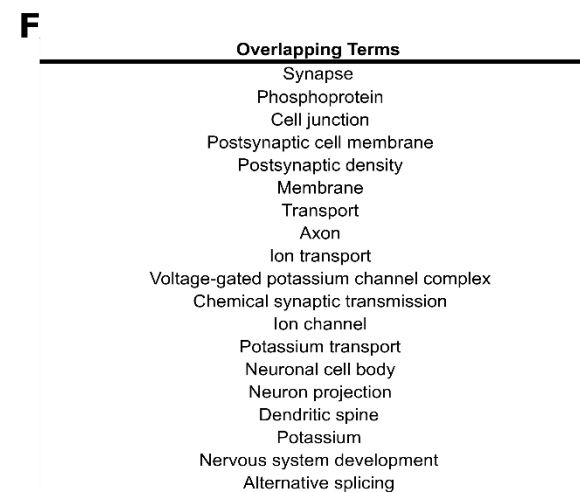 F
Overlapping Terms
Synapse
Phosphoprotein
Cell junction
Postsynaptic cell membrane
Postsynaptic density
Membrane
Transport
Axon
Ion transport
Voltage-gated potassium channel complex
Chemical synaptic transmission
Ion channel
Potassium transport
Neuronal cell body
Neuron projection
Dendritic spine
Potassium
Nervous system development
Alternative splicing